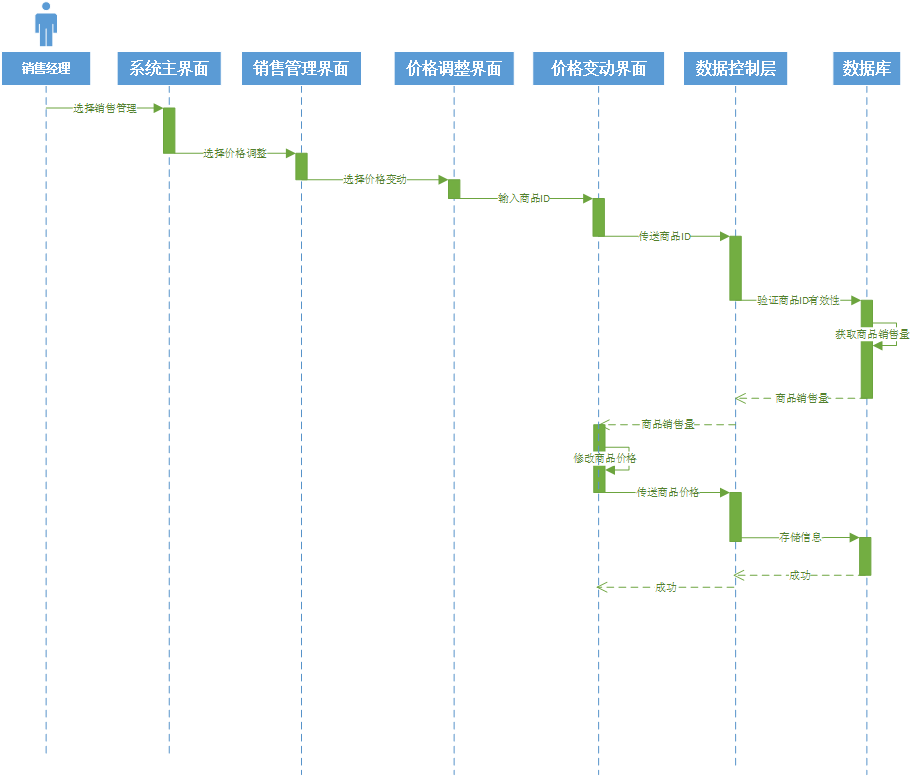 销售经理
系统主界面
销售管理界面
价格调整界面
价格变动界面
数据控制层
数据库
选择销售管理
选择价格调整
选择价格变动
输入商品ID
传送商品ID
验证商品ID有效性
获取商品销售量
商品销售量
商品销售量
修改商品价格
传送商品价格
存储信息
成功
成功